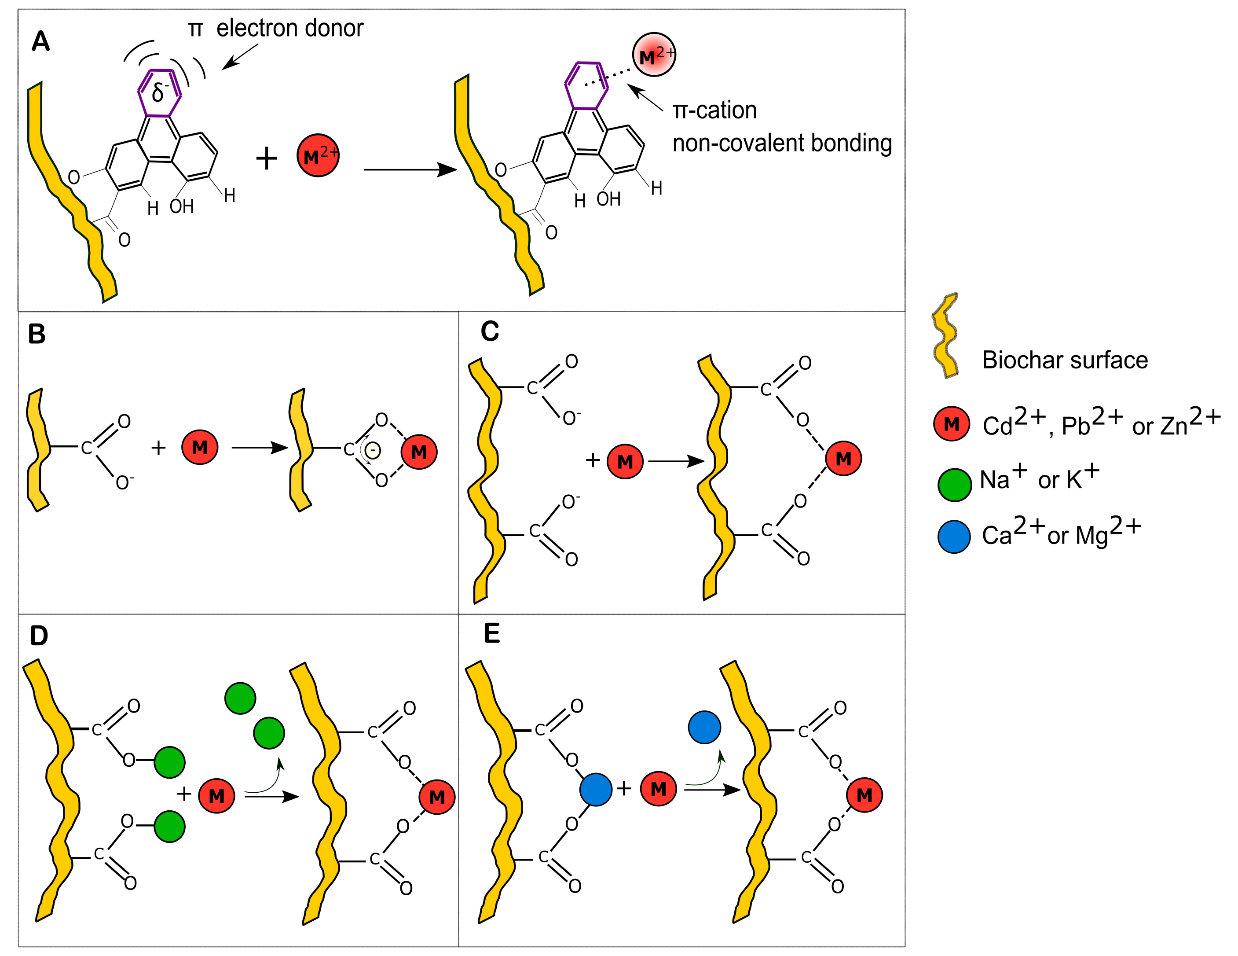 A
π electron donor
δ-
M2+
O
H
OH
H
O
+
M2+
π-cation
non-covalent bonding
O
H
OH
H
O
B
C
O
O-
+
M
C
O
O
-
M
C
C
O
O-
O-
C
O
+
M
C
O
O
O
C
O
M
Biochar surface
M
Cd2+, Pb2+ or Zn2+
Na+ or K+
Ca2+or Mg2+
D
C
O
O
O
C
O
+
M
C
O
O
O
C
O
M
E
C
O
O
O
C
O
+
M
C
O
O
O
C
O
M